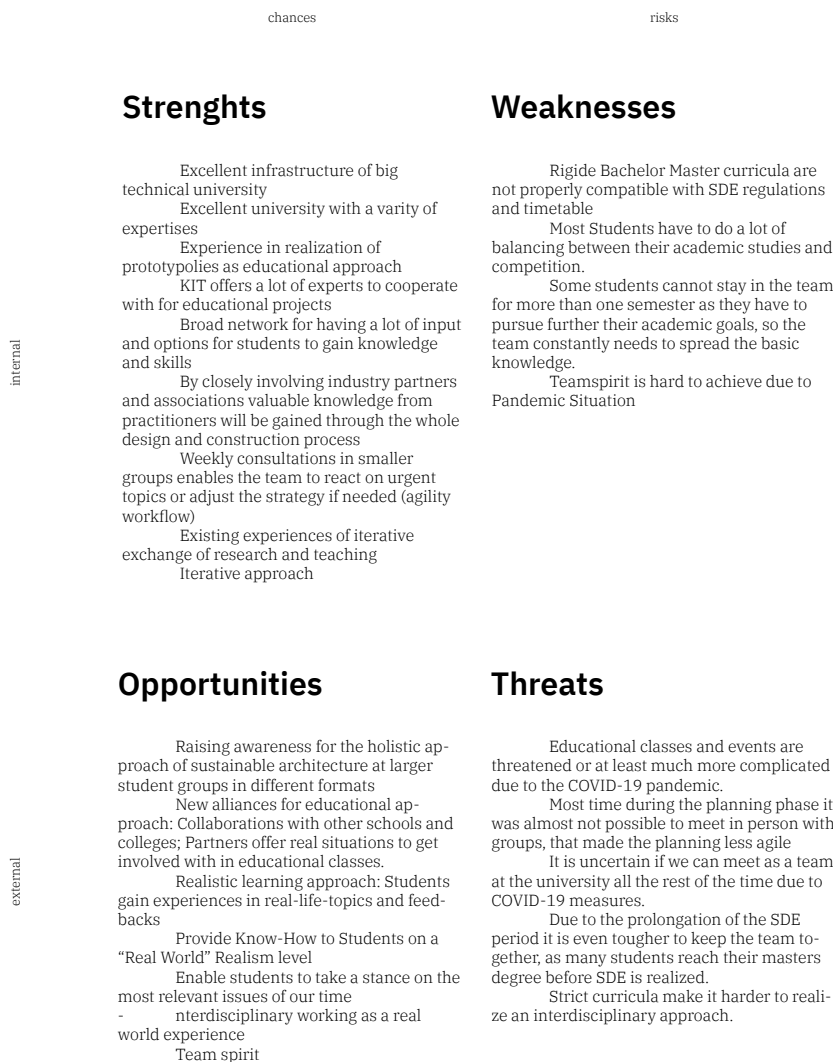 chances
risks
Strenghts
Excellent infrastructure of big
technical university
Excellent university with a varity of
expertises
Experience in realization of
prototypolies as educational approach
KIT offers a lot of experts to cooperate
with for educational projects
Broad network for having a lot of input
and options for students to gain knowledge
and skills
By closely involving industry partners
and associations valuable knowledge from
practitioners will be gained through the whole
design and construction process
Weekly consultations in smaller
groups enables the team to react on urgent
topics or adjust the strategy if needed (agility
workflow)
Existing experiences of iterative
exchange of research and teaching
Iterative approach
Weaknesses
Rigide Bachelor Master curricula are
not properly compatible with SDE regulations
and timetable
Most Students have to do a lot of
balancing between their academic studies and
competition.
Some students cannot stay in the team
for more than one semester as they have to
pursue further their academic goals, so the
team constantly needs to spread the basic
knowledge.
Teamspirit is hard to achieve due to
Pandemic Situation
internal
Opportunities
Raising awareness for the holistic ap-
proach of sustainable architecture at larger
student groups in different formats
New alliances for educational ap-
proach: Collaborations with other schools and
colleges; Partners offer real situations to get
involved with in educational classes.
Realistic learning approach: Students
gain experiences in real-life-topics and feed-
backs
Provide Know-How to Students on a
“Real World” Realism level
Enable students to take a stance on the
most relevant issues of our time
- nterdisciplinary working as a real
world experience
Team spirit
Threats
Educational classes and events are
threatened or at least much more complicated
due to the COVID-19 pandemic.
Most time during the planning phase it
was almost not possible to meet in person with
groups, that made the planning less agile
It is uncertain if we can meet as a team
at the university all the rest of the time due to
COVID-19 measures.
Due to the prolongation of the SDE
period it is even tougher to keep the team to-
gether, as many students reach their masters
degree before SDE is realized.
Strict curricula make it harder to reali-
ze an interdisciplinary approach.
external